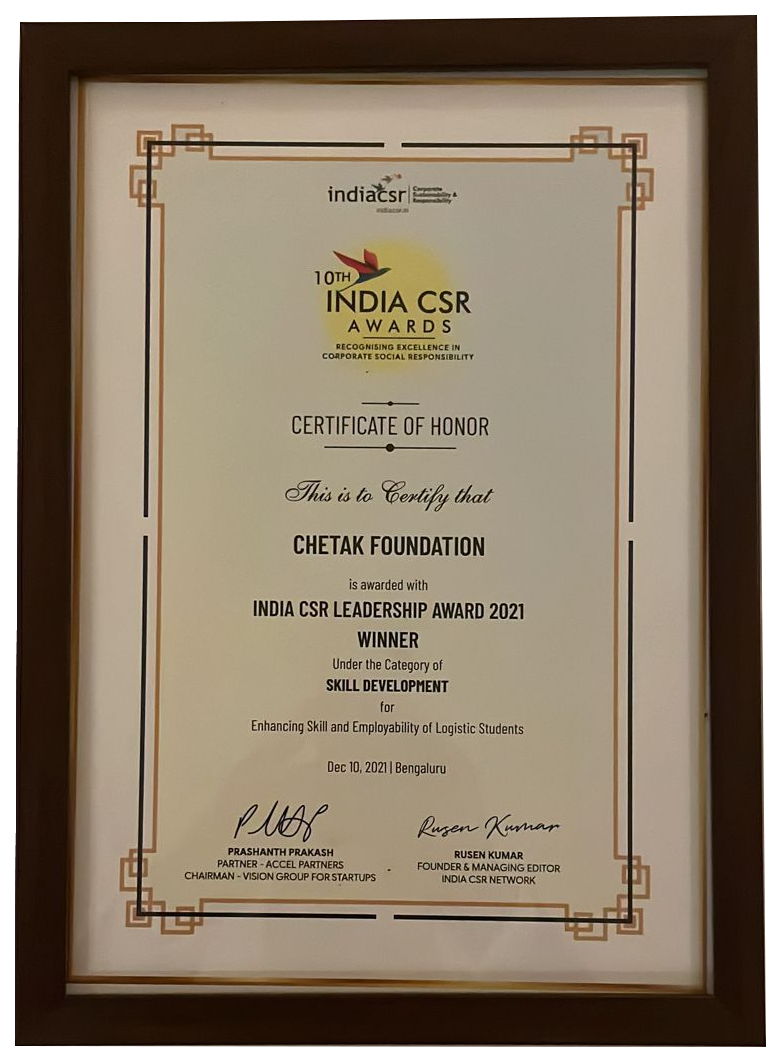 indiacsr
Corporate
Sustainability &
Responsibility
indiacsr.in
10TH
INDIA CSR
AWARDS
RECOGNISING EXCELLENCE IN
CORPORATE SOCIAL RESPONSIBILITY
CERTIFICATE OF HONOR
This is to Certify that
CHETAK FOUNDATION
is awarded with
INDIA CSR LEADERSHIP AWARD 2021
WINNER
Under the Category of
SKILL DEVELOPMENT
for
Enhancing Skill and Employability of Logistic Students
Dec 10, 2021 | Bengaluru
PRASHANTH PRAKASH
PARTNER - ACCEL PARTNERS
CHAIRMAN - VISION GROUP FOR STARTUPS
Rusen Kumar
RUSEN KUMAR
FOUNDER & MANAGING EDITOR
INDIA CSR NETWORK